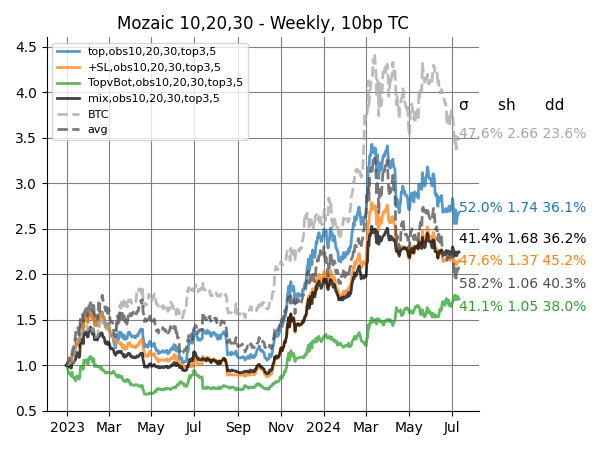 Mozaic 10,20,30 - Weekly, 10bp TC
4.5
4.0
3.5
3.0
2.5
2.0
1.5
1.0
0.5
top,obs10,20,30,top3,5
+SL,obs10,20,30,top3,5
TopvBot,obs10,20,30,top3,5
mix,obs10,20,30,top3,5
BTC
avg
σ sh dd
47.6% 2.66 23.6%
52.0% 1.74 36.1%
41.4% 1.68 36.2%
47.6% 1.37 45.2%
58.2% 1.06 40.3%
41.1% 1.05 38.0%
2023 Mar May Jul Sep Nov 2024 Mar May Jul